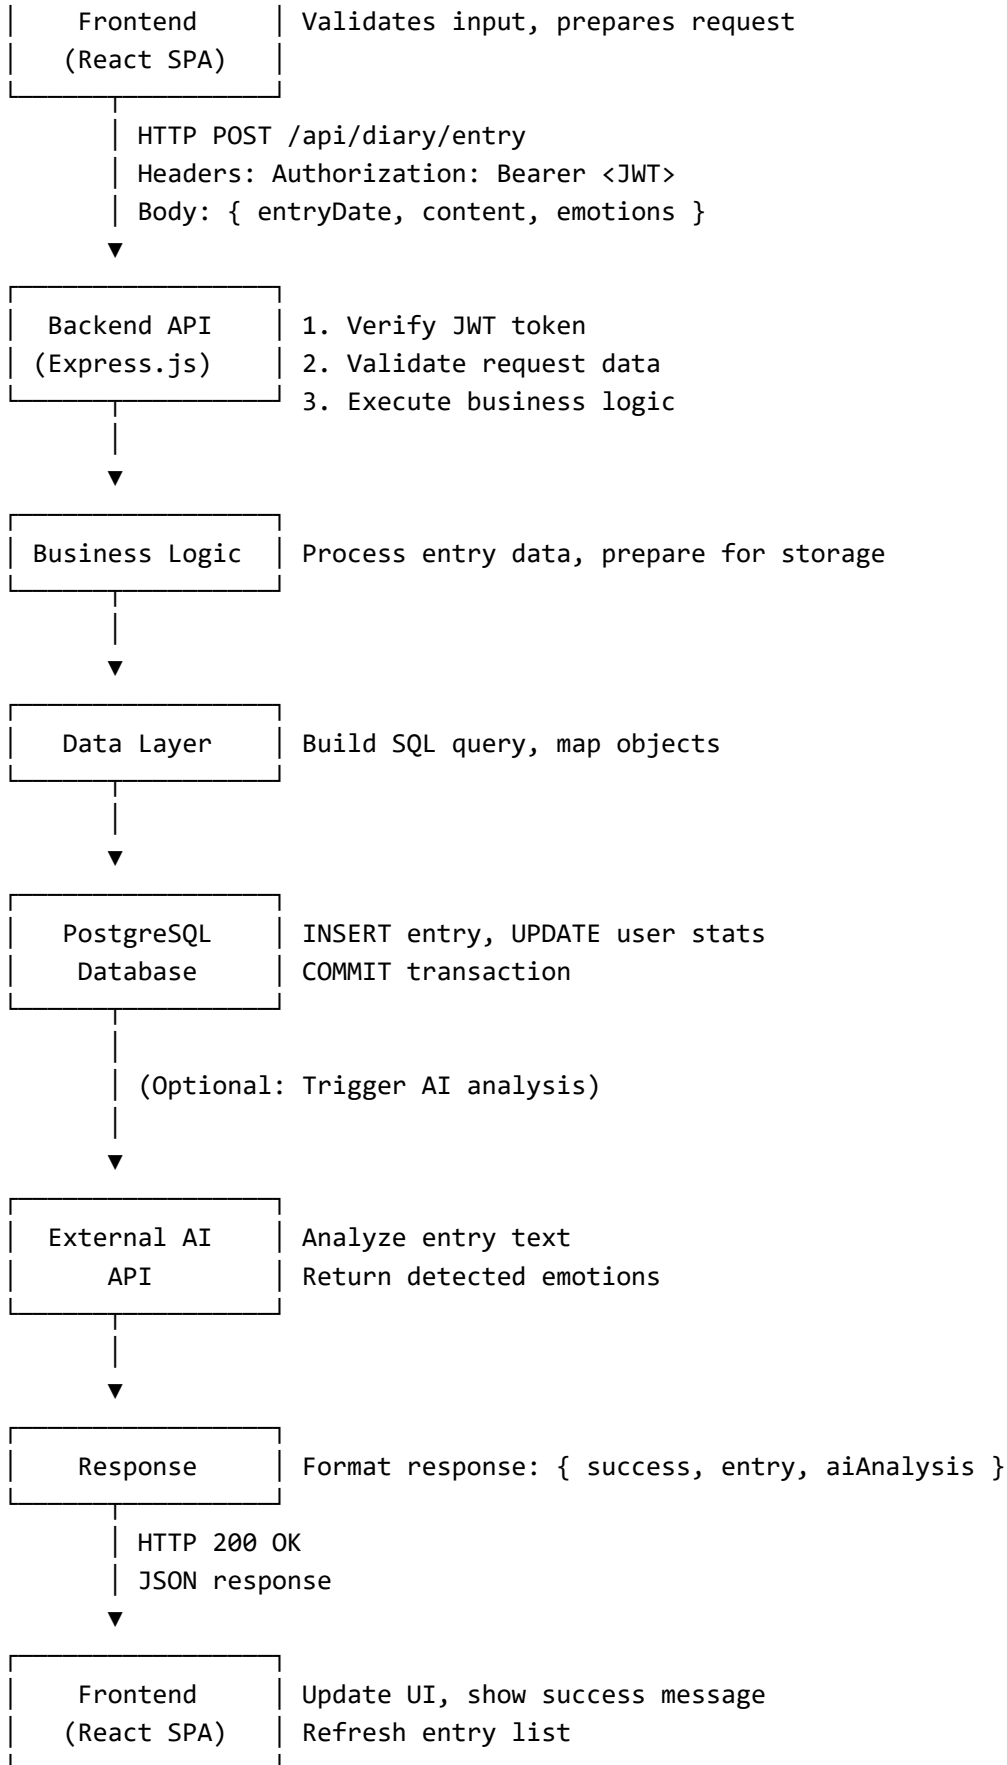 Frontend Validates input, prepares request
(React SPA)
HTTP POST /api/diary/entry
Headers: Authorization: Bearer <JWT>
Body: { entryDate, content, emotions }
Backend API 1. Verify JWT token
(Express.js) 2. Validate request data
3. Execute business logic
Business Logic Process entry data, prepare for storage
Data Layer Build SQL query, map objects
PostgreSQL INSERT entry, UPDATE user stats
Database COMMIT transaction
(Optional: Trigger AI analysis)
External AI Analyze entry text
API Return detected emotions
Response Format response: { success, entry, aiAnalysis }
HTTP 200 OK
JSON response
Frontend Update UI, show success message
(React SPA) Refresh entry list